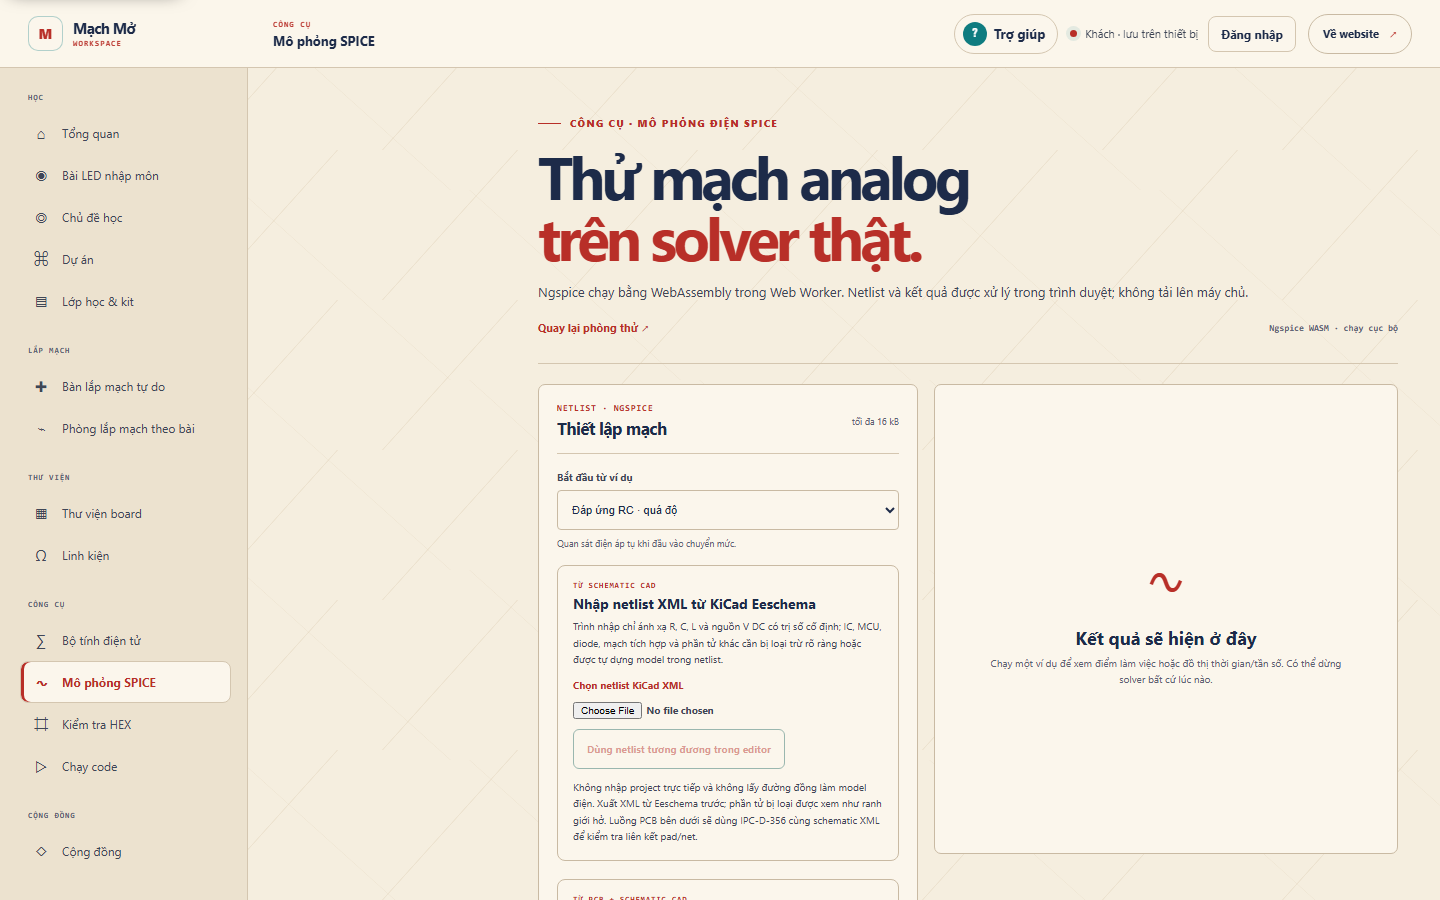 M
Mạch Mở
WORKSPACE
CÔNG CỤ
Mô phỏng SPICE
? Trợ giúp
Khách · lưu trên thiết bị
Đăng nhập
Về website ↗
HỌC
Tổng quan
Bài LED nhập môn
Chủ đề học
Dự án
Lớp học & kit
LẮP MẠCH
Bàn lắp mạch tự do
Phòng lắp mạch theo bài
THƯ VIỆN
Thư viện board
Linh kiện
CÔNG CỤ
Bộ tính điện tử
Mô phỏng SPICE
Kiểm tra HEX
Chạy code
CỘNG ĐỒNG
Cộng đồng
CÔNG CỤ · MÔ PHỎNG ĐIỆN SPICE
Thử mạch analog
trên solver thật.
Ngspice chạy bằng WebAssembly trong Web Worker. Netlist và kết quả được xử lý trong trình duyệt; không tải lên máy chủ.
Quay lại phòng thử ↗
Ngspice WASM · chạy cục bộ
NETLIST · NGSPICE
Thiết lập mạch
tối đa 16 kB
Bắt đầu từ ví dụ
Đáp ứng RC · quá độ
Quan sát điện áp tụ khi đầu vào chuyển mức.
TỪ SCHEMATIC CAD
Nhập netlist XML từ KiCad Eeschema
Trình nhập chỉ ánh xạ R, C, L và nguồn V DC có trị số cố định; IC, MCU,
diode, mạch tích hợp và phần tử khác cần bị loại trừ rõ ràng hoặc
được tự dựng model trong netlist.
Chọn netlist KiCad XML
Choose File No file chosen
Dùng netlist tương đương trong editor
Không nhập project trực tiếp và không lấy đường đồng làm model
điện. Xuất XML từ Eeschema trước; phần tử bị loại được xem như ranh
giới hở. Luồng PCB bên dưới sẽ dùng IPC-D-356 cùng schematic XML
để kiểm tra liên kết pad/net.
TỪ PCB + SCHEMATIC CAD
Kết quả sẽ hiện ở đây
Chạy một ví dụ để xem điểm làm việc hoặc đồ thị thời gian/tần số. Có thể dừng
solver bất cứ lúc nào.